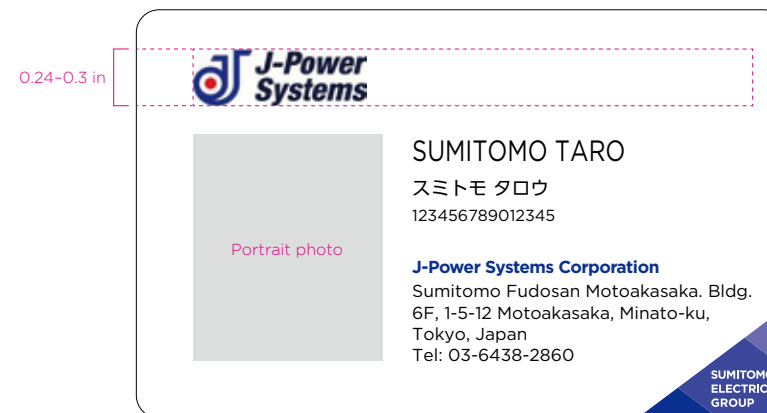 0.24–0.3 in
J-Power
Systems
Portrait photo
SUMITOMO TARO
スミトモ タロウ
123456789012345
J-Power Systems Corporation
Sumitomo Fudosan Motoakasaka. Bldg.
6F, 1-5-12 Motoakasaka, Minato-ku,
Tokyo, Japan
Tel: 03-6438-2860
SUMITOMO
ELECTRIC
GROUP